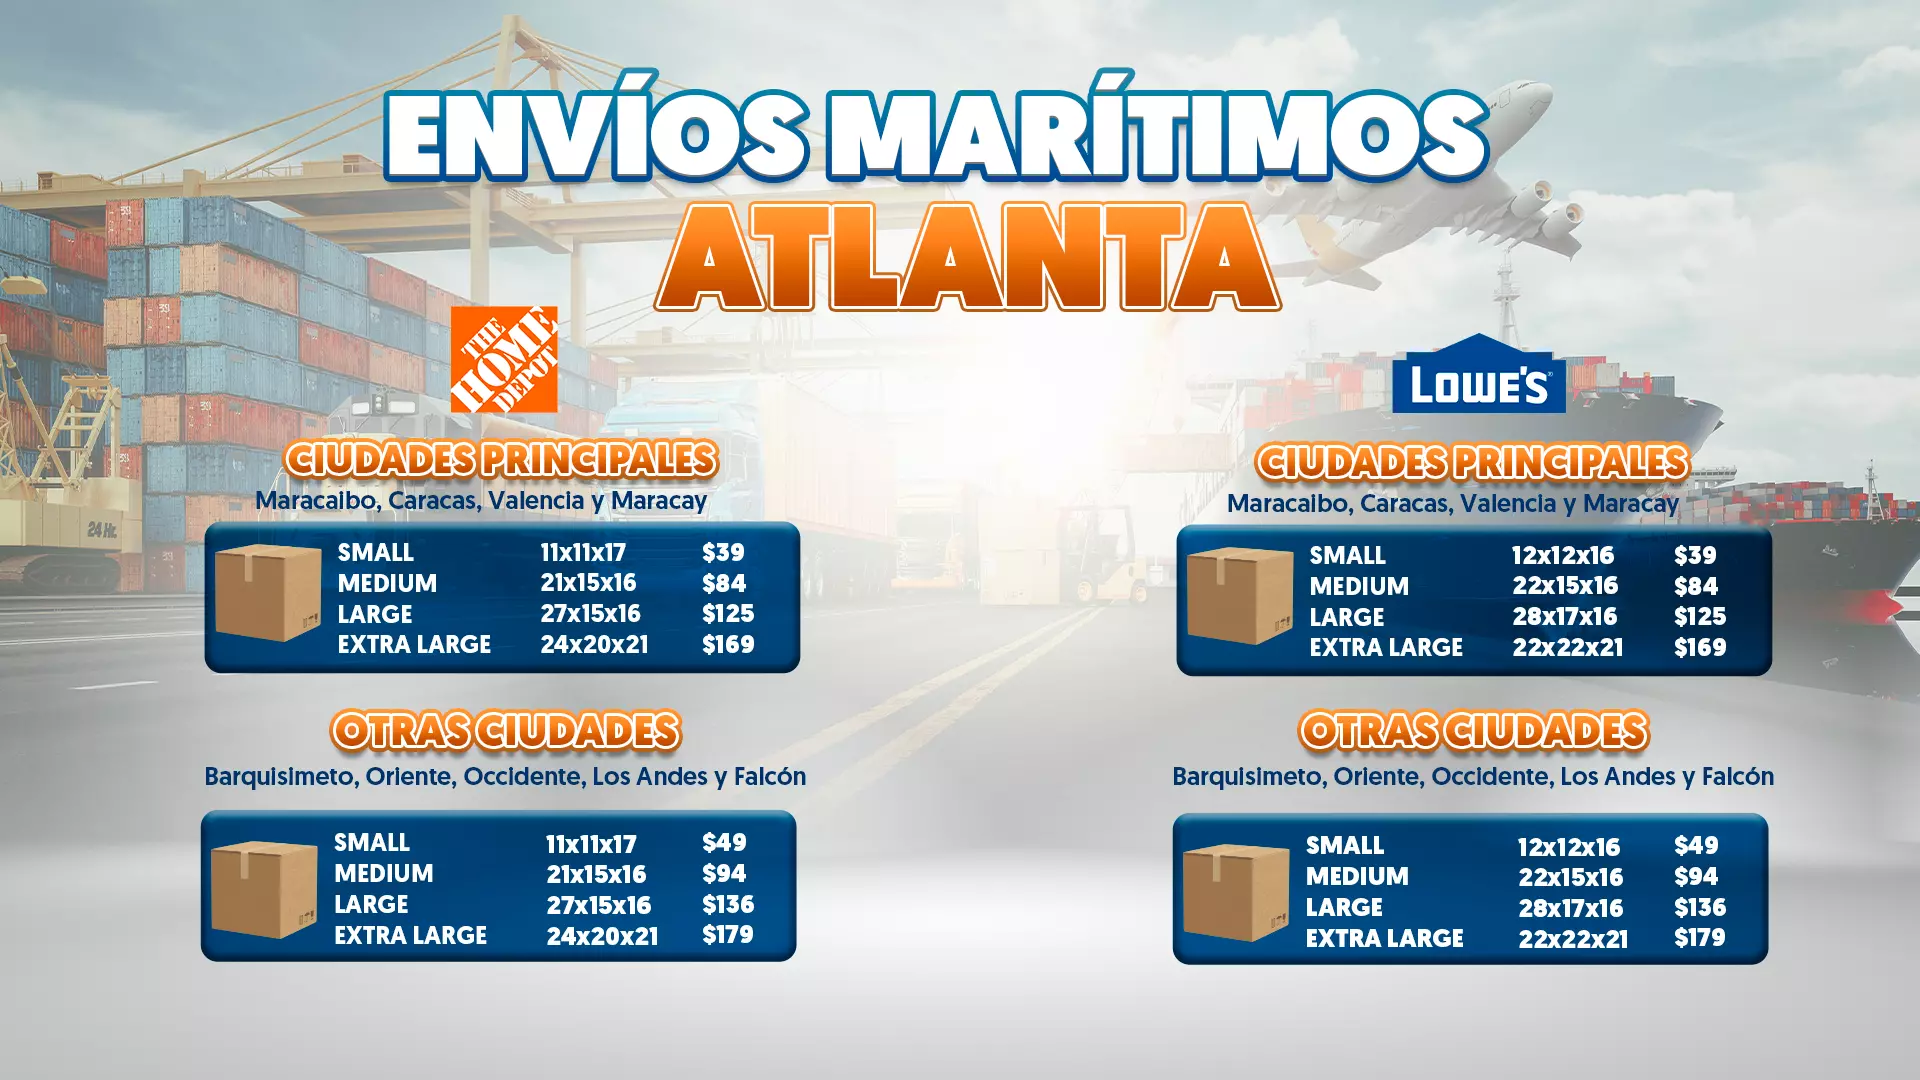 ENVÍOS MARÍTIMOS
ATLANTA
THE
HOME
DEPOT
CIUDADES PRINCIPALES
Maracaibo, Caracas, Valencia y Maracay
SMALL 11x11x17 $39
MEDIUM 21x15x16 $84
LARGE 27x15x16 $125
EXTRA LARGE 24x20x21 $169
OTRAS CIUDADES
Barquisimeto, Oriente, Occidente, Los Andes y Falcón
SMALL 11x11x17 $49
MEDIUM 21x15x16 $94
LARGE 27x15x16 $136
EXTRA LARGE 24x20x21 $179
LOWE'S
CIUDADES PRINCIPALES
Maracaibo, Caracas, Valencia y Maracay
SMALL 12x12x16 $39
MEDIUM 22x15x16 $84
LARGE 28x17x16 $125
EXTRA LARGE 22x22x21 $169
OTRAS CIUDADES
Barquisimeto, Oriente, Occidente, Los Andes y Falcón
SMALL 12x12x16 $49
MEDIUM 22x15x16 $94
LARGE 28x17x16 $136
EXTRA LARGE 22x22x21 $179
24 Hr.